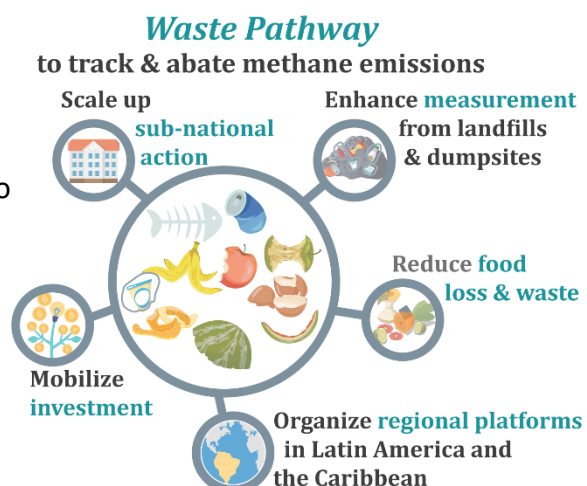 Waste Pathway
to track & abate methane emissions
Scale up
sub-national
action
Enhance measurement
from landfills
& dumpsites
o
Reduce food
loss & waste
Mobilize
investment
Organize regional platforms
in Latin America and
the Caribbean